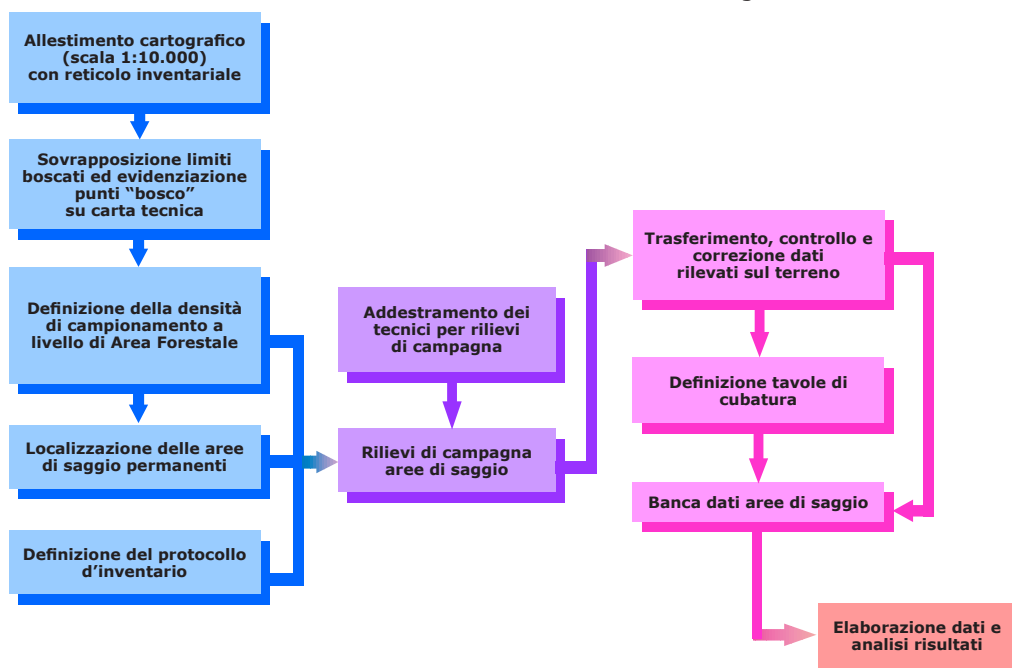 Allestimento cartografico
(scala 1:10.000)
con reticolo inventariale
Sovrapposizione limiti
boscati ed evidenziazione
punti “bosco”
su carta tecnica
Definizione della densità
di campionamento a
livello di Area Forestale
Localizzazione delle aree
di saggio permanenti
Definizione del protocollo
d’inventario
Addestramento dei
tecnici per rilievi
di campagna
Rilievi di campagna
aree di saggio
Trasferimento, controllo e
correzione dati
rilevati sul terreno
Definizione tavole di
cubatura
Banca dati aree di saggio
Elaborazione dati e
analisi risultati